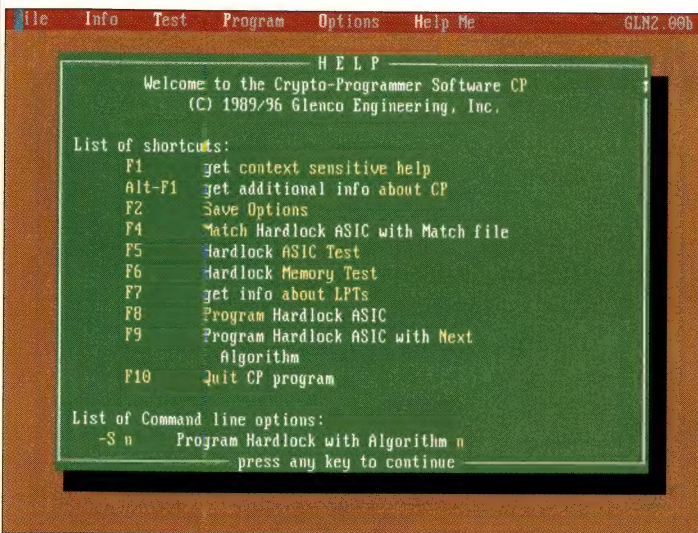 File Info Test Program Options Help Me GLN2.00b
HELP
Welcome to the Crypto-Programmer Software CP
(C) 1989/96 Glenco Engineering, Inc.
List of shortcuts:
F1 get context sensitive help
Alt-F1 get additional info about CP
F2 Save Options
F4 Match Hardlock ASIC with Match file
F5 Hardlock ASIC Test
F6 Hardlock Memory Test
F7 get info about LPTs
F8 Program Hardlock ASIC
F9 Program Hardlock ASIC with Next
Algorithm
F10 Quit CP program
List of Command line options:
-S n Program Hardlock with Algorithm n
press any key to continue